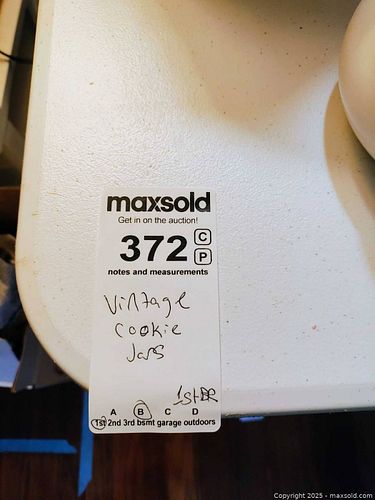 maxsold
Get in on the auction!
372 C
P
notes and measurements
Vintage
Cookie
Jars
1st DR
A B C D
1st 2nd 3rd bsmt garage outdoors
Copyright 2025 - maxsold.com